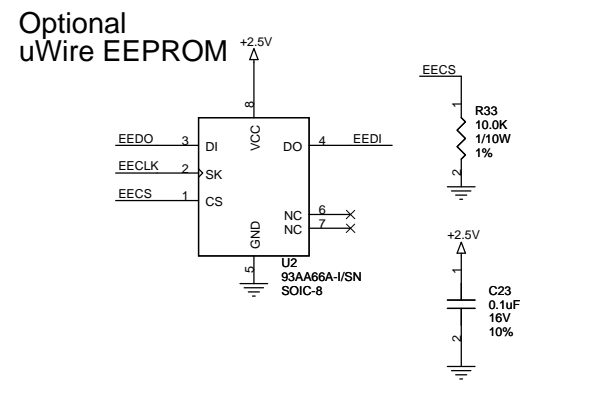 Optional
uWire EEPROM
+2.5V
8
VCC
EEDO 3 DI
EECLK 2 SK
EECS 1 CS
DO 4 EEDI
NC 6
NC 7
GND
5
U2
93AA66A-I/SN
SOIC-8
EECS
1
R33
10.0K
1/10W
1%
2
+2.5V
1
C23
0.1uF
16V
10%
2